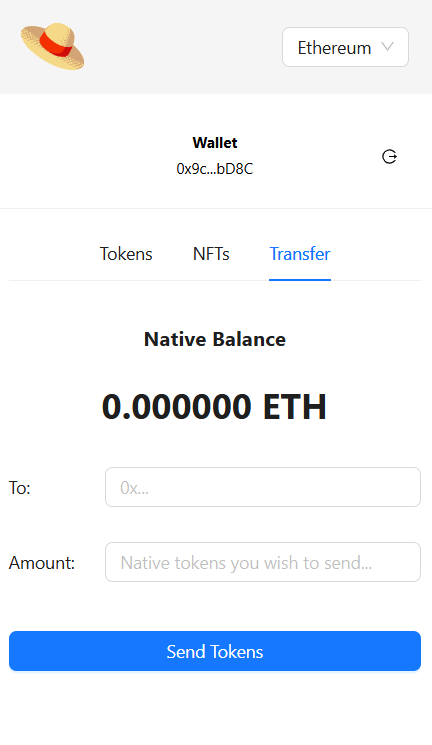 Ethereum
Wallet
0x9c...bD8C
Tokens NFTs Transfer
Native Balance
0.000000 ETH
To: 0x...
Amount: Native tokens you wish to send...
Send Tokens